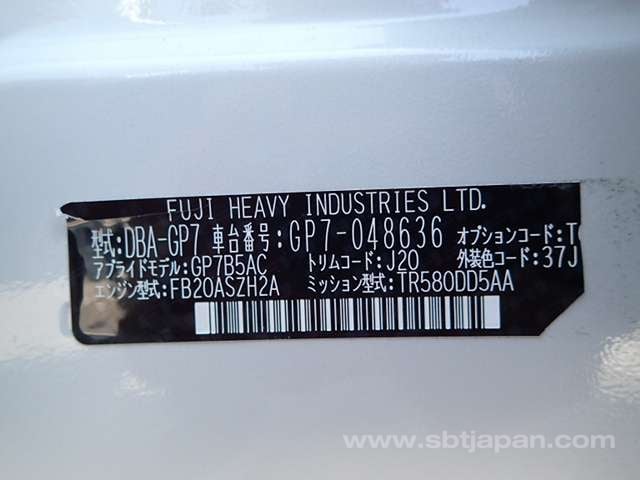 FUJI HEAVY INDUSTRIES LTD.
型式:DBA-GP7 車台番号:GP7-048636 オプションコード:T
アプライドモデル:GP7B5AC トリムコード:J20 外装色コード:37J
エンジン型式:FB20ASZH2A ミッション型式:TR580DD5AA
www.sbtjapan.com